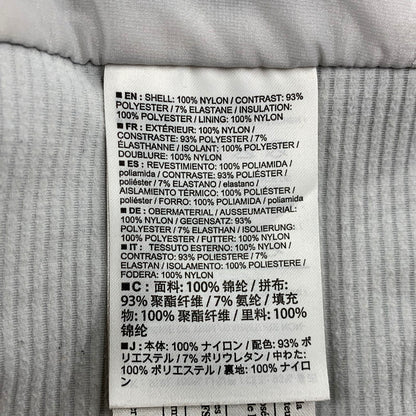 ■ EN : SHELL: 100% NYLON / CONTRAST: 93%
POLYESTER / 7% ELASTANE / INSULATION:
100% POLYESTER / LINING: 100% NYLON
■ FR : EXTÉRIEUR: 100% NYLON /
CONSTRASTE: 93% POLYESTER / 7%
ÉLASTHANNE / ISOLANT: 100% POLYESTER /
DOUBLURE: 100% NYLON
■ ES : REVESTIMIENTO: 100% POLIAMIDA /
poliamida / CONTRASTE: 93% POLIÉSTER /
poliéster / 7% ELASTANO / elastano /
AISLAMIENTO TÉRMICO: 100% POLIÉSTER /
poliéster / FORRO: 100% POLIAMIDA / poliamida
■ DE : OBERMATERIAL / AUSSEUMATERIAL:
100% NYLON / GEGENSATZ: 93%
POLYESTER / 7% ELASTHAN / ISOLIERUNG:
100% POLYESTER / FUTTER: 100% NYLON
■ IT : TESSUTO ESTERNO: 100% NYLON /
CONTRASTO: 93% POLIESTERE / 7%
ELASTAN / ISOLAMENTO: 100% POLIESTERE /
FODERA: 100% NYLON
■ C : 面料: 100% 锦纶 / 拼布:
93% 聚酯纤维 / 7% 氨纶 / 填充
物: 100% 聚酯纤维 / 里料: 100%
锦纶
■ J : 本体: 100% ナイロン / 配色: 93% ポ
リエステル / 7% ポリウレタン / 中わた:
100% ポリエステル / 裏地: 100% ナイロ
ン